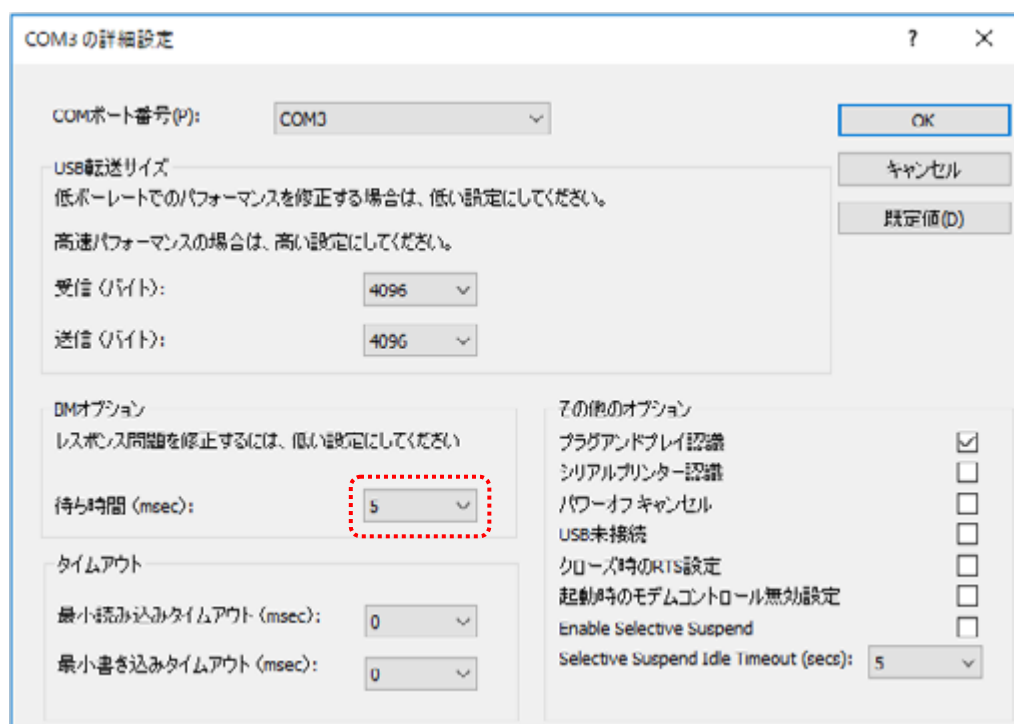 COM3 の詳細設定
COMポート番号(P): COM3
OK
キャンセル
既定値(D)
USB転送サイズ
低ボーレートでのパフォーマンスを修正する場合は、低い設定にしてください。
高速パフォーマンスの場合は、高い設定にしてください。
受信 (バイト): 4096
送信 (バイト): 4096
BMオプション
レスポンス問題を修正するには、低い設定にしてください
待ち時間 (msec): 5
タイムアウト
最小読み込みタイムアウト (msec): 0
最小書き込みタイムアウト (msec): 0
その他のオプション
プラグアンドプレイ認識
シリアルプリンター認識
パワーオフ キャンセル
USB未接続
クローズ時のRTS設定
起動時のモデムコントロール無効設定
Enable Selective Suspend
Selective Suspend Idle Timeout (secs): 5